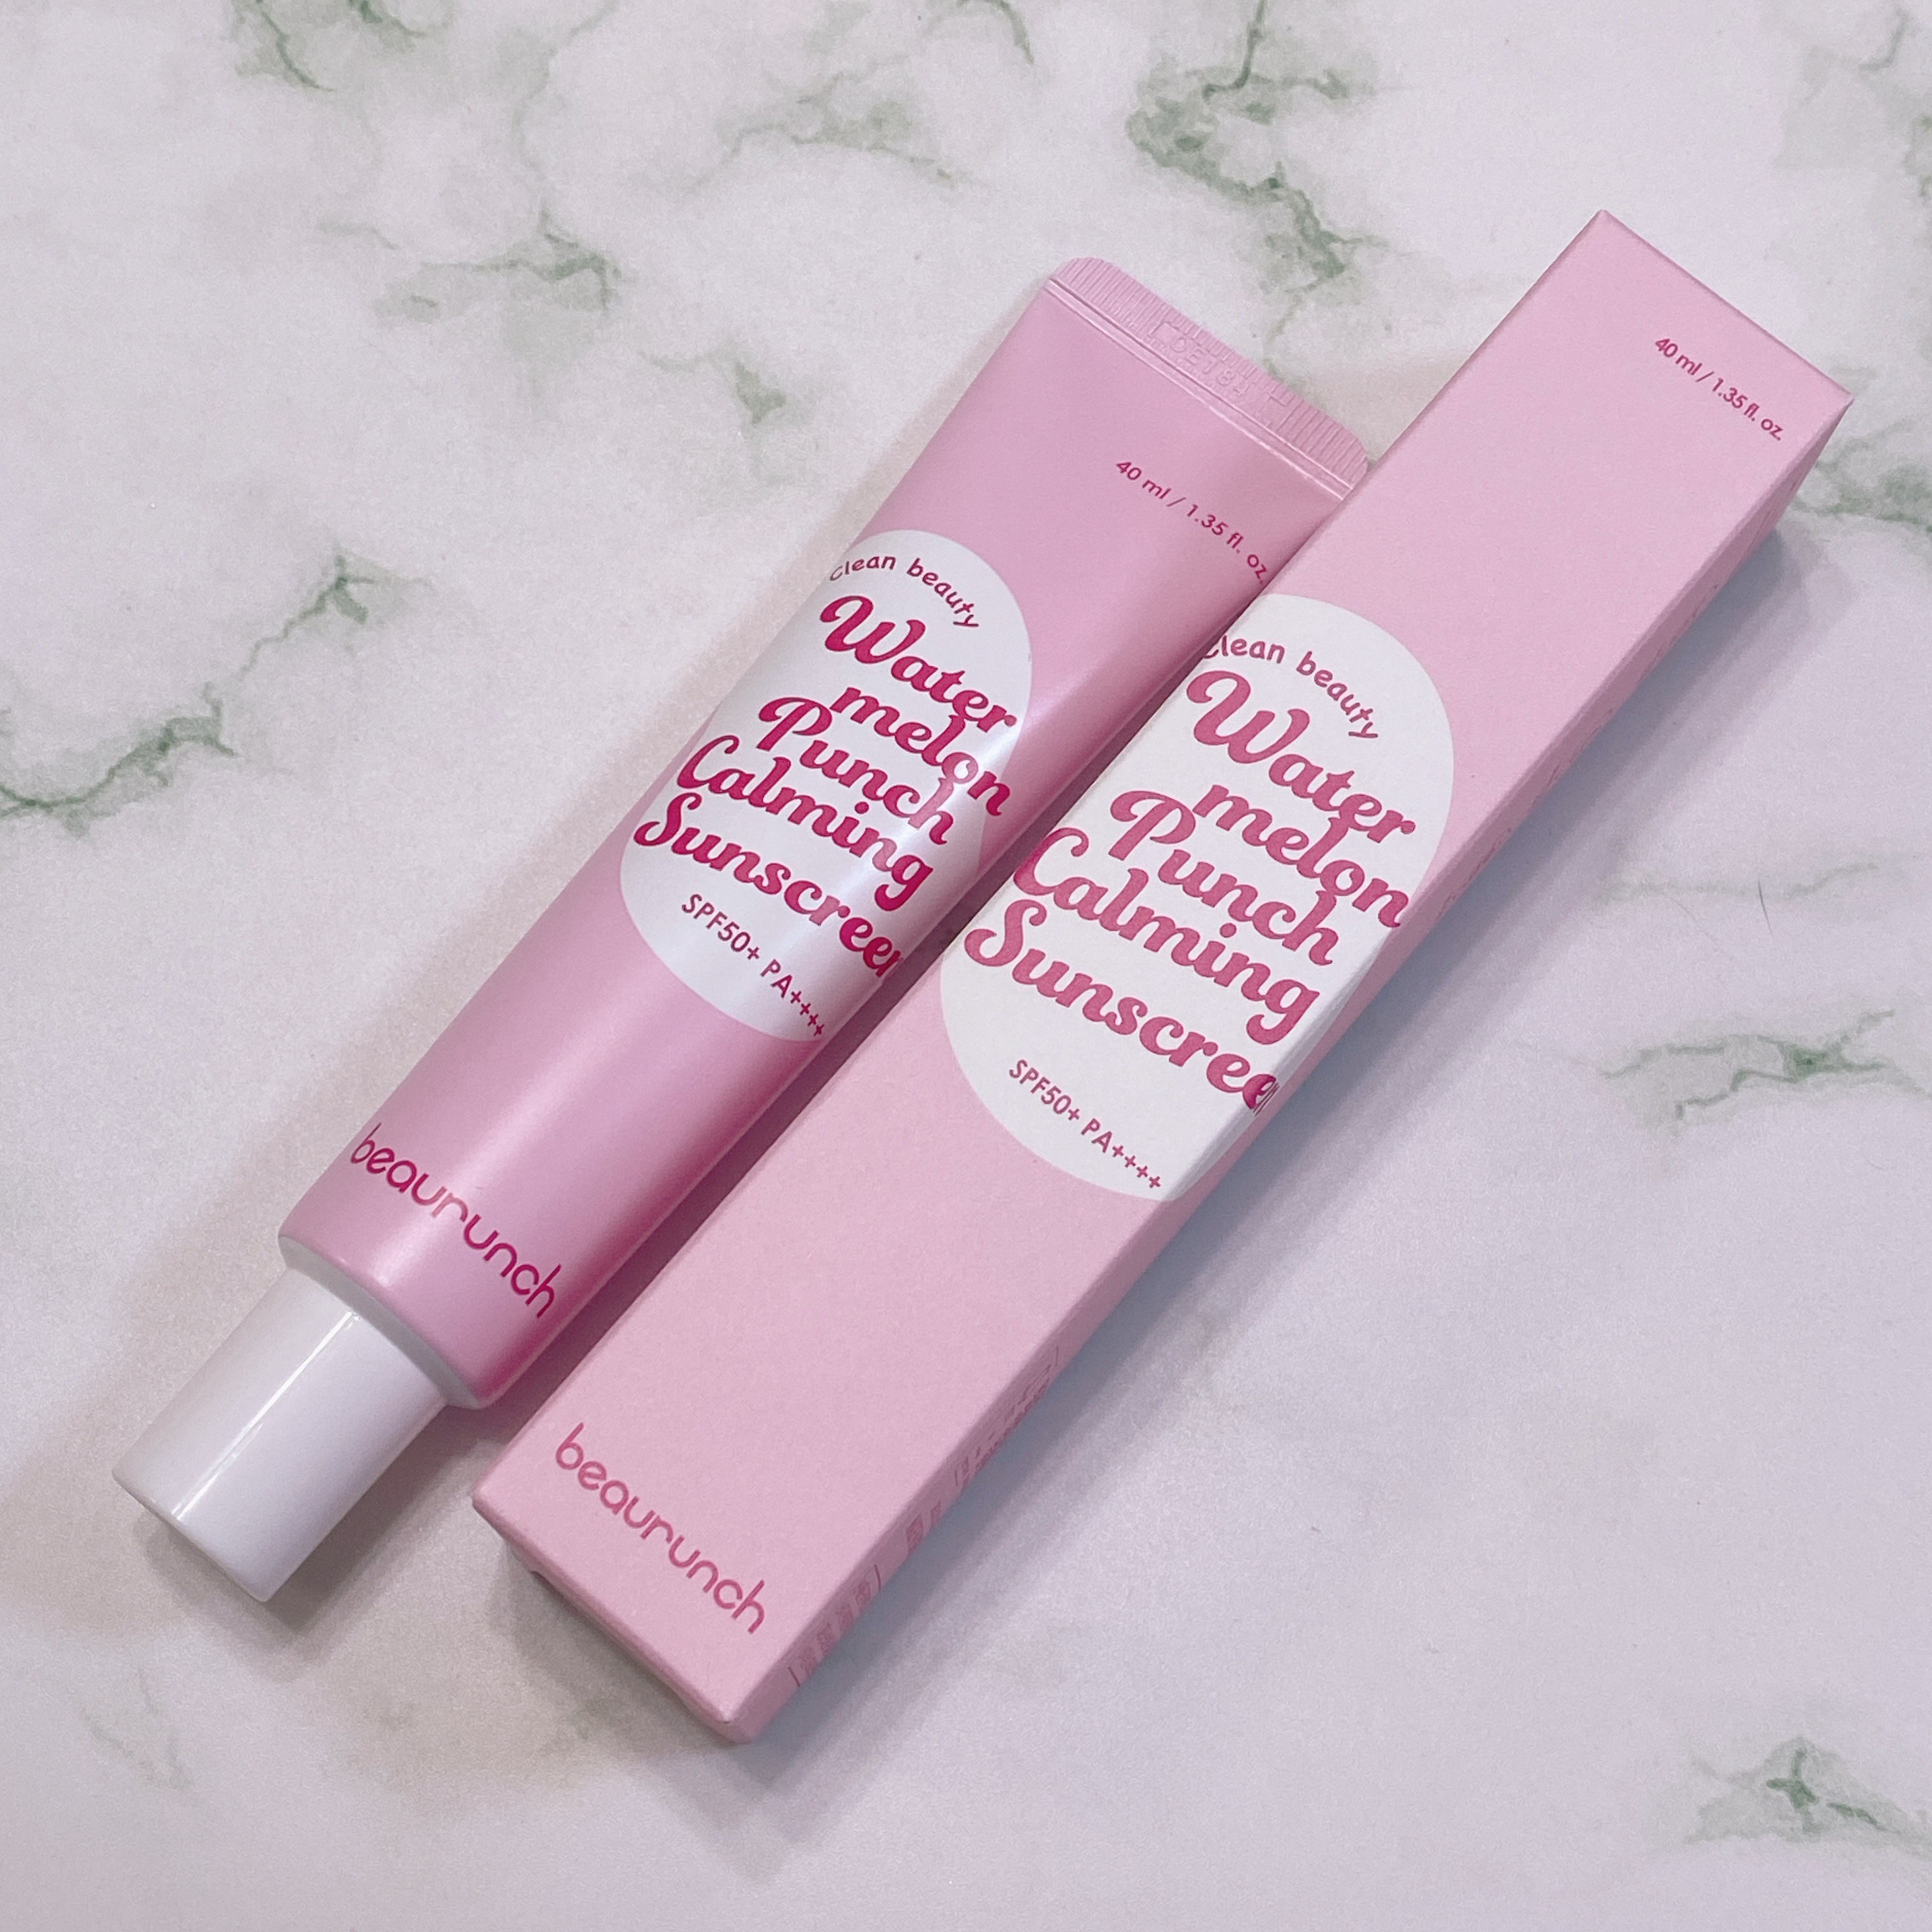 40 ml / 1.35 fl. oz.
Clean beauty
Water
melon
Punch
Calming
Sunscreen
SPF50+ PA++++
beaurunch
40 ml / 1.35 fl. oz.
Clean beauty
Water
melon
Punch
Calming
Sunscreen
SPF50+ PA++++
beaurunch